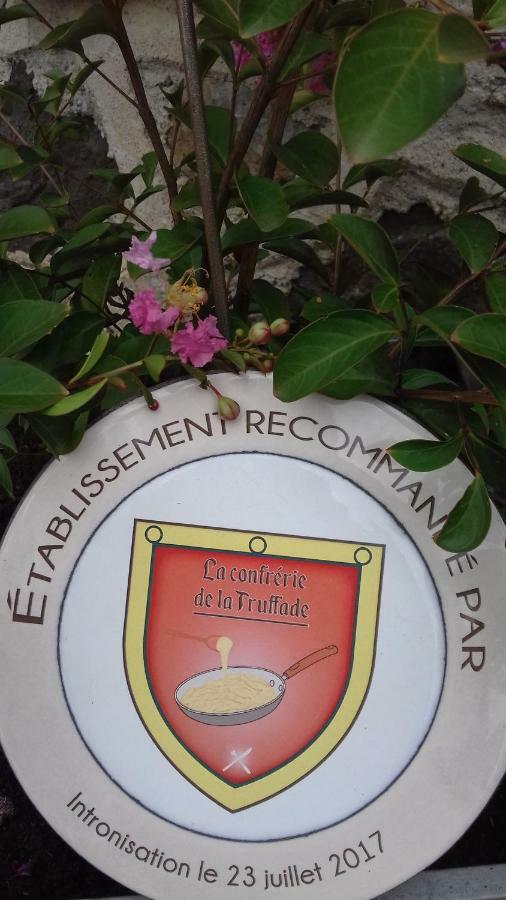 ÉTABLISSEMENT RECOMMANDÉ PAR
La confrérie
de la Truffade
Intronisation le 23 juillet 2017